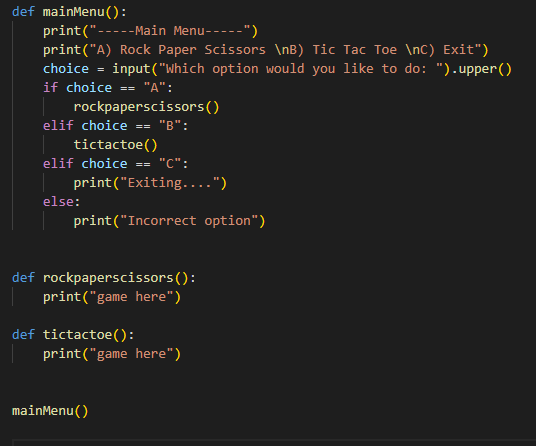 def mainMenu():
    print("-----Main Menu-----")
    print("A) Rock Paper Scissors \nB) Tic Tac Toe \nC) Exit")
    choice = input("Which option would you like to do: ").upper()
    if choice == "A":
        rockpaperscissors()
    elif choice == "B":
        tictactoe()
    elif choice == "C":
        print("Exiting....")
    else:
        print("Incorrect option")
def rockpaperscissors():
    print("game here")
def tictactoe():
    print("game here")
mainMenu()